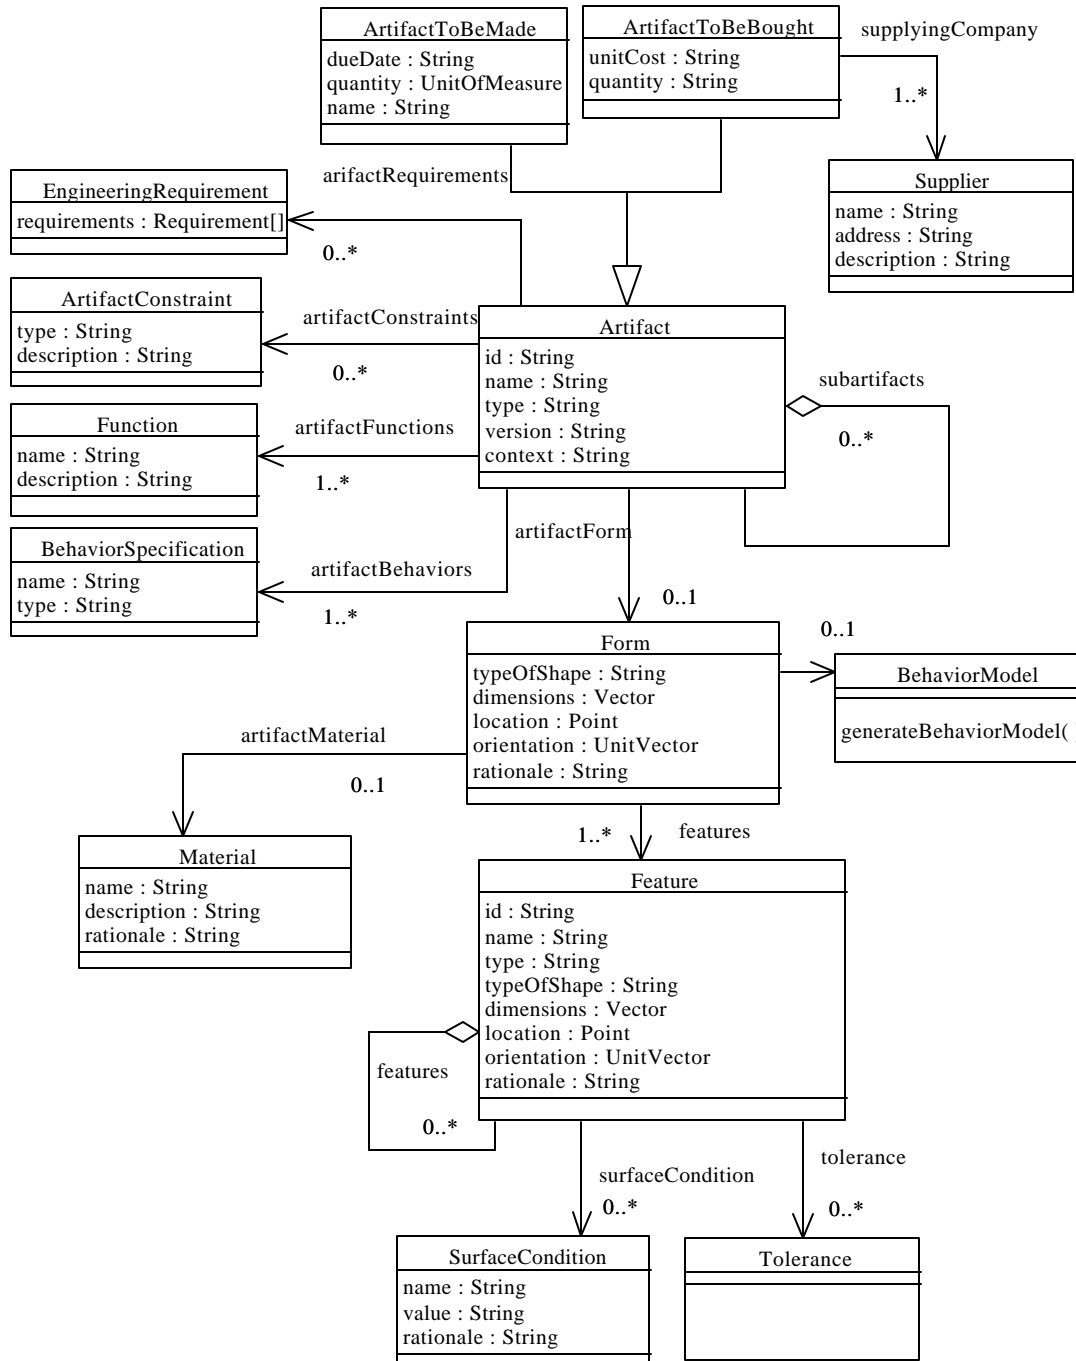 ArtifactToBeMade
dueDate : String
quantity : UnitOfMeasure
name : String
ArtifactToBeBought
unitCost : String
quantity : String
supplyingCompany
1..*
Supplier
name : String
address : String
description : String
arifactRequirements
EngineeringRequirement
requirements : Requirement[]
0..*
ArtifactConstraint
type : String
description : String
artifactConstraints
0..*
Artifact
id : String
name : String
type : String
version : String
context : String
subartifacts
0..*
Function
name : String
description : String
artifactFunctions
1..*
BehaviorSpecification
name : String
type : String
artifactBehaviors
1..*
artifactForm
0..1
Form
typeOfShape : String
dimensions : Vector
location : Point
orientation : UnitVector
rationale : String
0..1
BehaviorModel
generateBehaviorModel( )
artifactMaterial
0..1
Material
name : String
description : String
rationale : String
1..*
features
Feature
id : String
name : String
type : String
typeOfShape : String
dimensions : Vector
location : Point
orientation : UnitVector
rationale : String
features
0..*
surfaceCondition
0..*
tolerance
0..*
SurfaceCondition
name : String
value : String
rationale : String
Tolerance